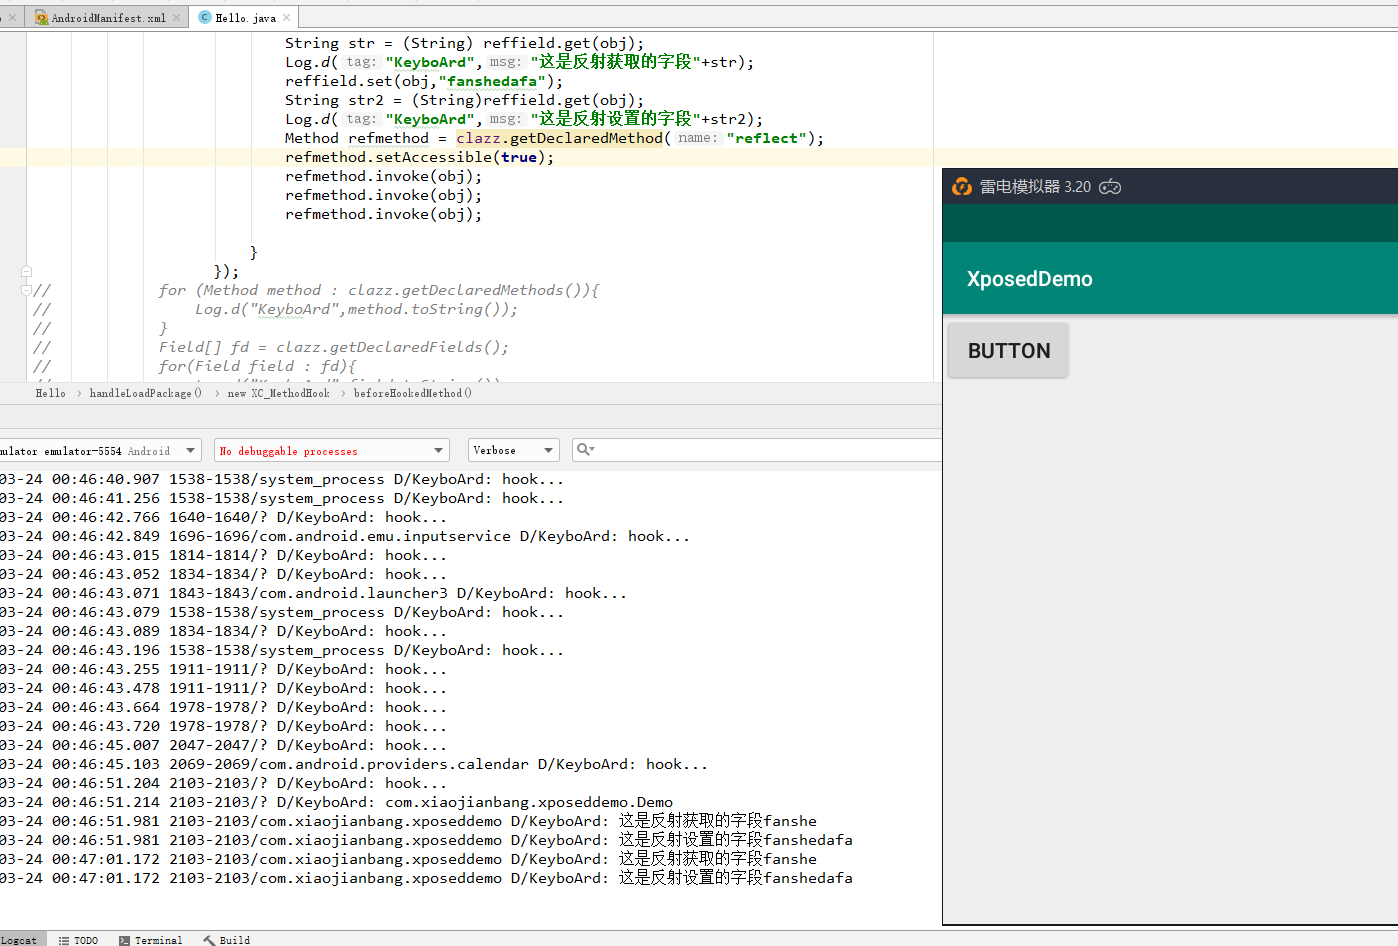 AndroidManifest.xml
Hello.java
String str = (String) reffield.get(obj);
Log.d( tag: "KeyboArd", msg: "这是反射获取的字段"+str);
reffield.set(obj,"fanshedafa");
String str2 = (String)reffield.get(obj);
Log.d( tag: "KeyboArd", msg: "这是反射设置的字段"+str2);
Method refmethod = clazz.getDeclaredMethod( name: "reflect");
refmethod.setAccessible(true);
refmethod.invoke(obj);
refmethod.invoke(obj);
refmethod.invoke(obj);
}
});
// for (Method method : clazz.getDeclaredMethods()){
// Log.d("KeyboArd",method.toString());
// }
// Field[] fd = clazz.getDeclaredFields();
// for(Field field : fd){
Hello > handleLoadPackage() > new XC_MethodHook > beforeHookedMethod()
雷电模拟器 3.20
XposedDemo
BUTTON
mulator emulator-5554 Android
No debuggable processes
Verbose
03-24 00:46:40.907 1538-1538/system_process D/KeyboArd: hook...
03-24 00:46:41.256 1538-1538/system_process D/KeyboArd: hook...
03-24 00:46:42.766 1640-1640/? D/KeyboArd: hook...
03-24 00:46:42.849 1696-1696/com.android.emu.inputservice D/KeyboArd: hook...
03-24 00:46:43.015 1814-1814/? D/KeyboArd: hook...
03-24 00:46:43.052 1834-1834/? D/KeyboArd: hook...
03-24 00:46:43.071 1843-1843/com.android.launcher3 D/KeyboArd: hook...
03-24 00:46:43.079 1538-1538/system_process D/KeyboArd: hook...
03-24 00:46:43.089 1834-1834/? D/KeyboArd: hook...
03-24 00:46:43.196 1538-1538/system_process D/KeyboArd: hook...
03-24 00:46:43.255 1911-1911/? D/KeyboArd: hook...
03-24 00:46:43.478 1911-1911/? D/KeyboArd: hook...
03-24 00:46:43.664 1978-1978/? D/KeyboArd: hook...
03-24 00:46:43.720 1978-1978/? D/KeyboArd: hook...
03-24 00:46:45.007 2047-2047/? D/KeyboArd: hook...
03-24 00:46:45.103 2069-2069/com.android.providers.calendar D/KeyboArd: hook...
03-24 00:46:51.204 2103-2103/? D/KeyboArd: hook...
03-24 00:46:51.214 2103-2103/? D/KeyboArd: com.xiaojianbang.xposeddemo.Demo
03-24 00:46:51.981 2103-2103/com.xiaojianbang.xposeddemo D/KeyboArd: 这是反射获取的字段fanshe
03-24 00:46:51.981 2103-2103/com.xiaojianbang.xposeddemo D/KeyboArd: 这是反射设置的字段fanshedafa
03-24 00:47:01.172 2103-2103/com.xiaojianbang.xposeddemo D/KeyboArd: 这是反射获取的字段fanshe
03-24 00:47:01.172 2103-2103/com.xiaojianbang.xposeddemo D/KeyboArd: 这是反射设置的字段fanshedafa
Logcat TODO Terminal Build